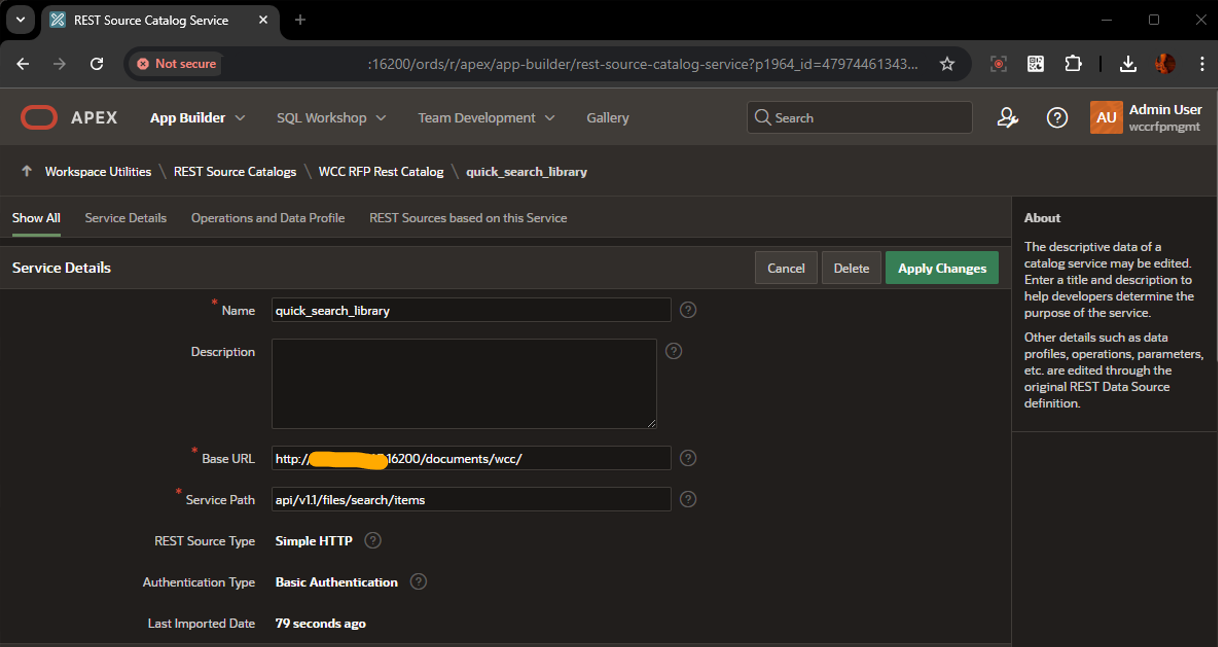 REST Source Catalog Service
Not secure
:16200/ords/r/apex/app-builder/rest-source-catalog-service?p1964_id=47974461343...
APEX App Builder SQL Workshop Team Development Gallery Search AU Admin User
wccrfpmgmt
Workspace Utilities \ REST Source Catalogs \ WCC RFP Rest Catalog \ quick_search_library
Show All Service Details Operations and Data Profile REST Sources based on this Service
Service Details Cancel Delete Apply Changes
* Name quick_search_library
Description
* Base URL http:// 16200/documents/wcc/
* Service Path api/v1.1/files/search/items
REST Source Type Simple HTTP
Authentication Type Basic Authentication
Last Imported Date 79 seconds ago
About
The descriptive data of a
catalog service may be edited.
Enter a title and description to
help developers determine the
purpose of the service.
Other details such as data
profiles, operations, parameters,
etc. are edited through the
original REST Data Source
definition.